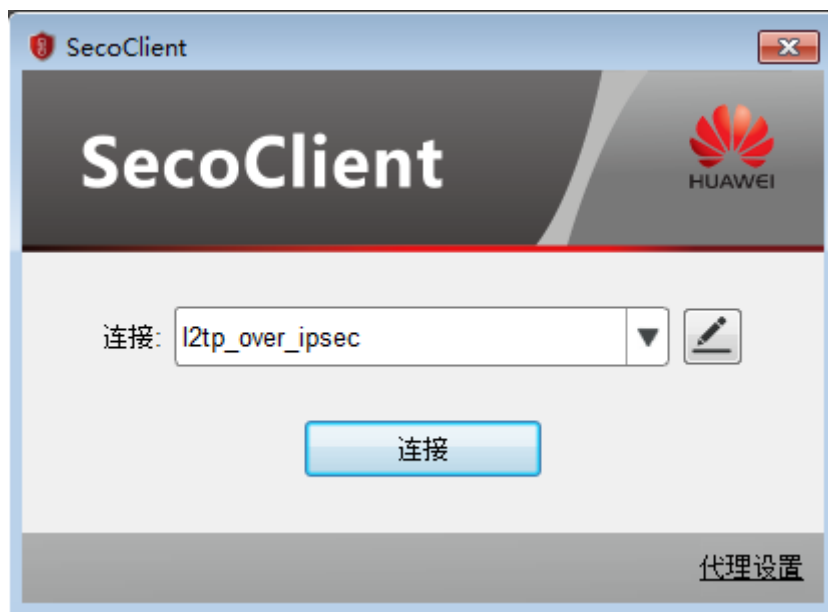 SecoClient
SecoClient
HUAWEI
连接: l2tp_over_ipsec
连接
代理设置